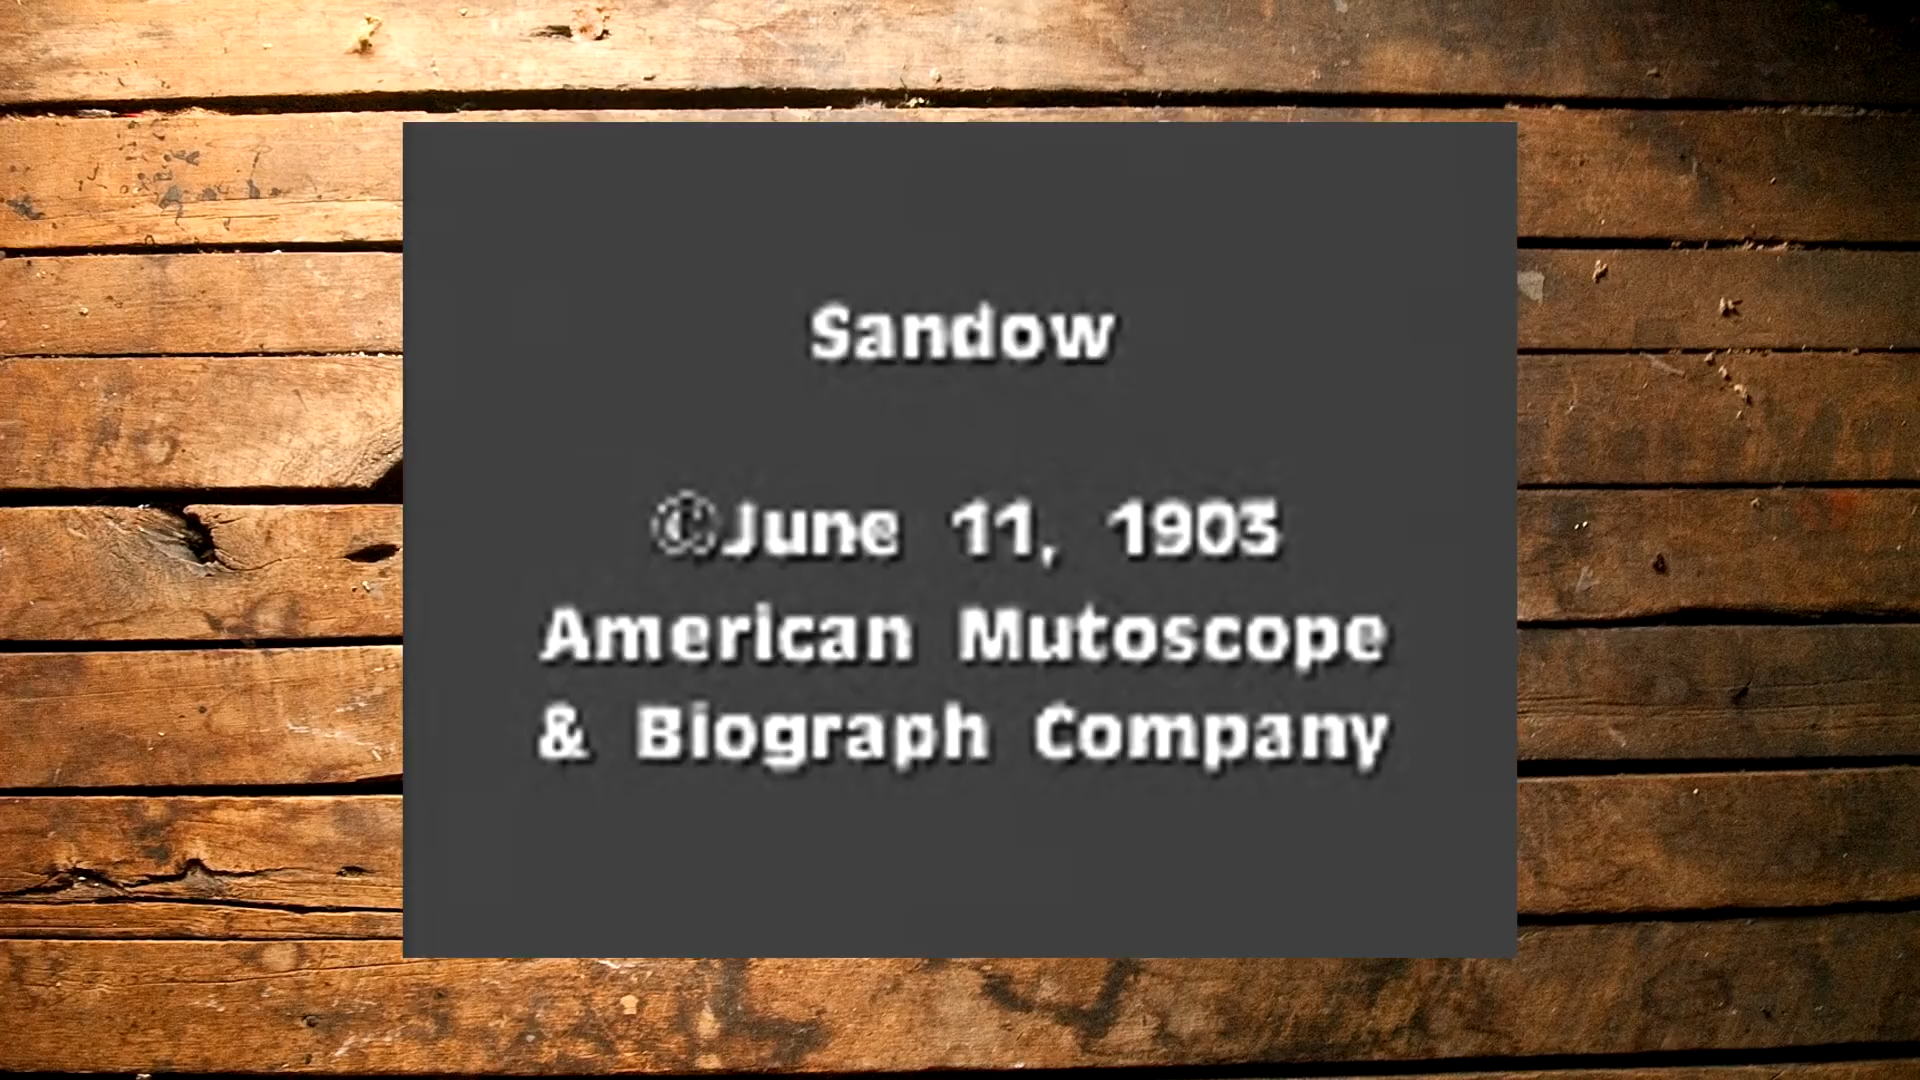 Sandow
©June 11, 1903
American Mutoscope
& Biograph Company